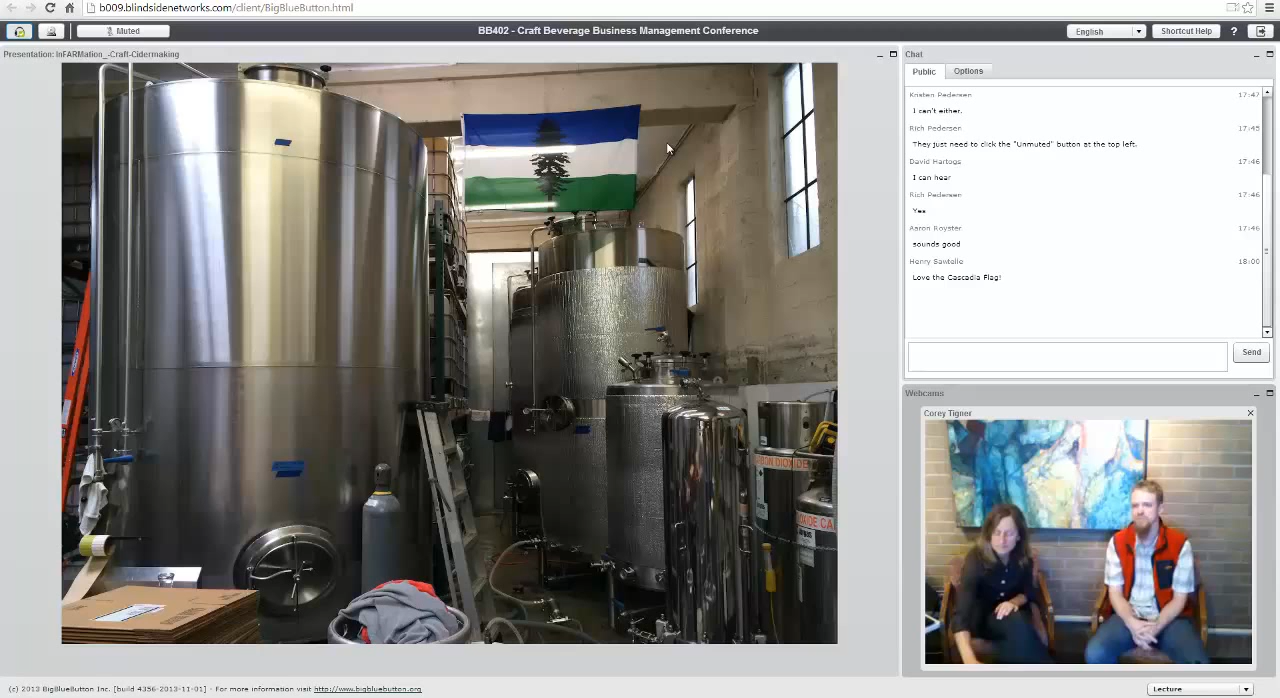 b009.blindsidenetworks.com/client/BigBlueButton.html
Muted
BB402 - Craft Beverage Business Management Conference
English
Shortcut Help
?
Presentation: InFARMation_-Craft-Cidermaking
Chat
Public
Options
Kristen Pedersen 17:47
I can't either.
Rich Pedersen 17:45
They just need to click the "Unmuted" button at the top left.
David Hartogs 17:46
I can hear
Rich Pedersen 17:46
Yes
Aaron Royster 17:46
sounds good
Henry Sawtelle 18:00
Love the Cascadia Flag!
Send
Webcams
Corey Tigner
(c) 2013 BigBlueButton Inc. [build 4356-2013-11-01] - For more information visit http://www.bigbluebutton.org
Lecture